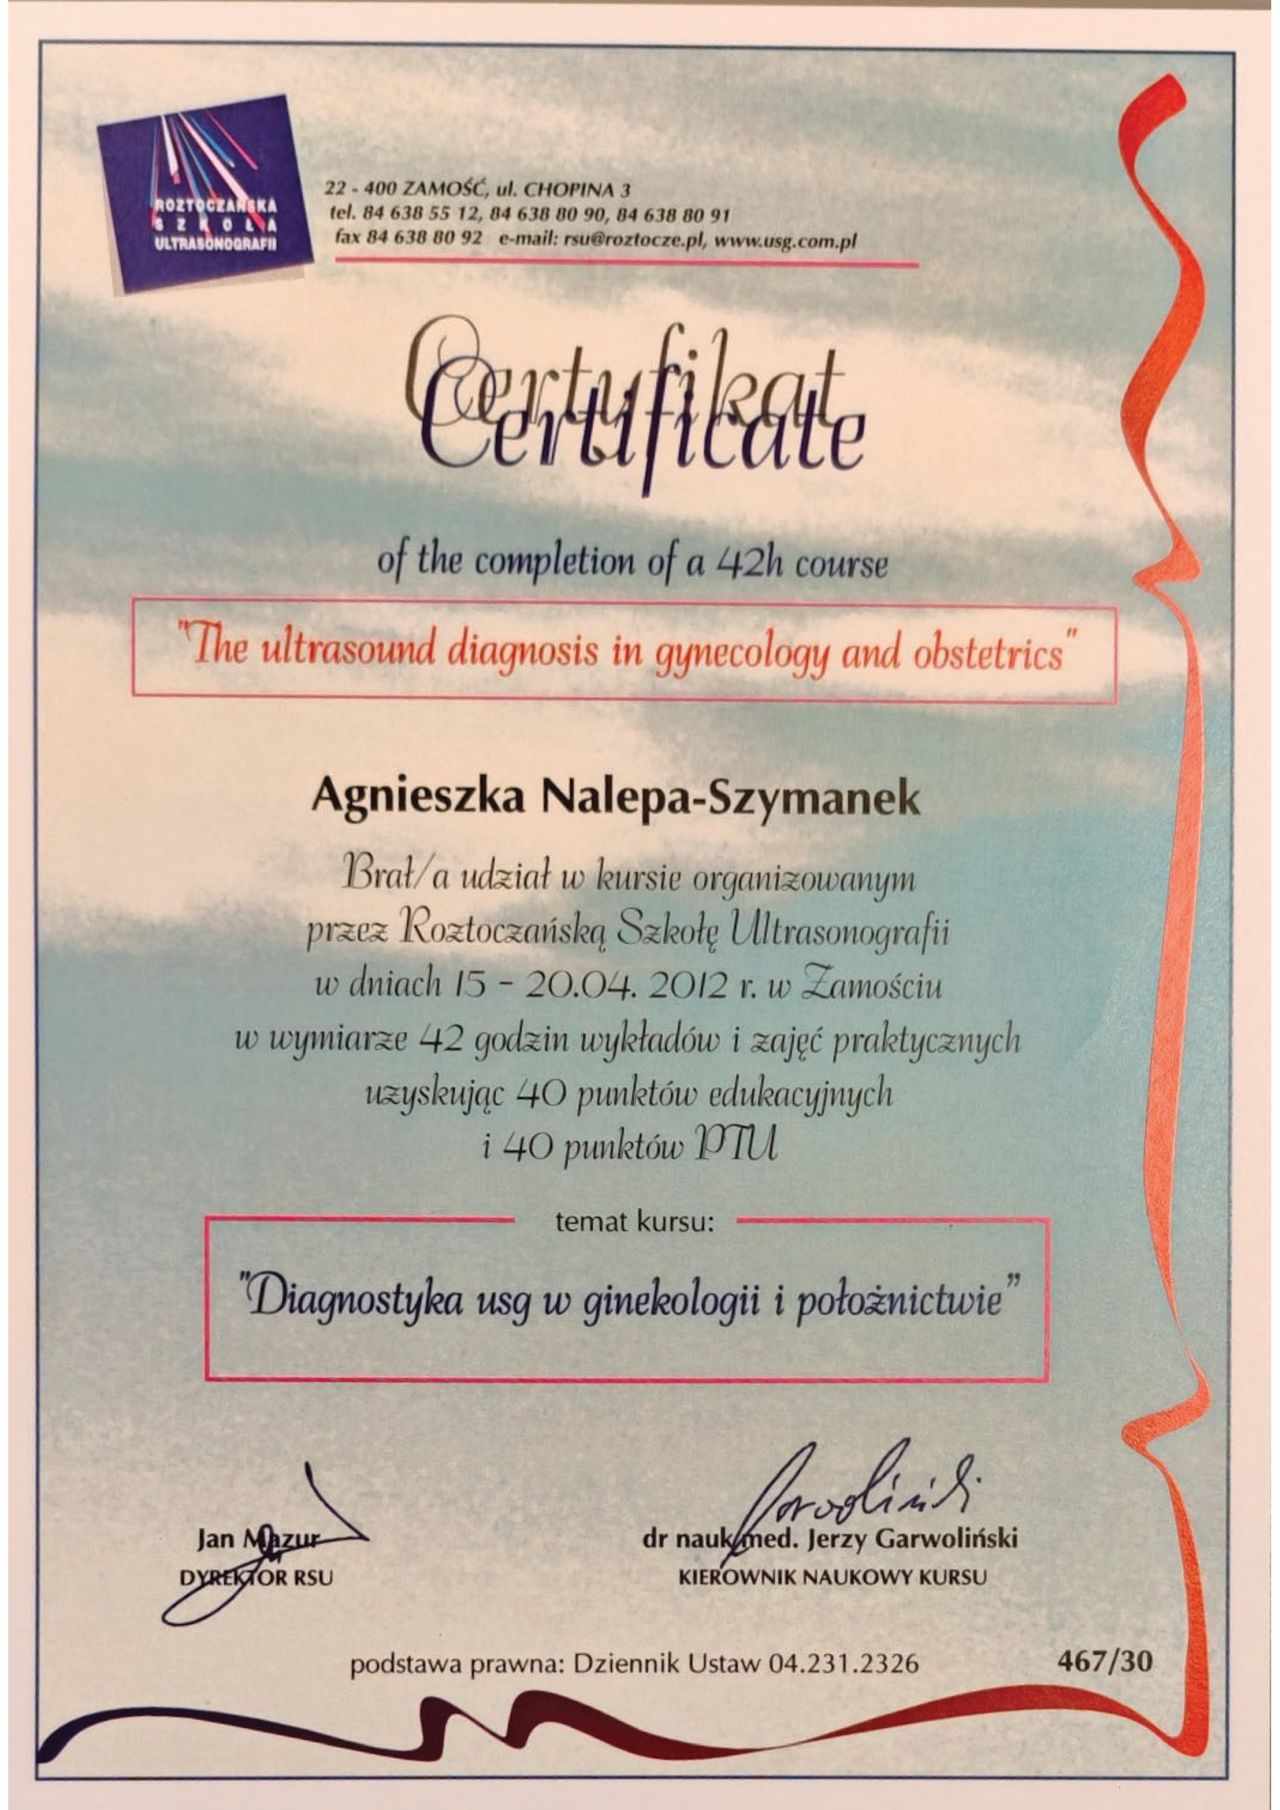 ROZTOCZAŃSKA
SZKOŁA
ULTRASONOGRAFII
22 - 400 ZAMOŚĆ, ul. CHOPINA 3
tel. 84 638 55 12, 84 638 80 90, 84 638 80 91
fax 84 638 80 92 e-mail: rsu@roztocze.pl, www.usg.com.pl
Certyfikat
Certificate
of the completion of a 42h course
"The ultrasound diagnosis in gynecology and obstetrics"
Agnieszka Nalepa-Szymanek
Brał/a udział w kursie organizowanym
przez Roztoczańską Szkołę Ultrasonografii
w dniach 15 - 20.04. 2012 r. w Zamościu
w wymiarze 42 godzin wykładów i zajęć praktycznych
uzyskując 40 punktów edukacyjnych
i 40 punktów PTU
temat kursu:
"Diagnostyka usg w ginekologii i położnictwie”
Jan Mazur
DYREKTOR RSU
dr nauk med. Jerzy Garwoliński
KIEROWNIK NAUKOWY KURSU
podstawa prawna: Dziennik Ustaw 04.231.2326
467/30